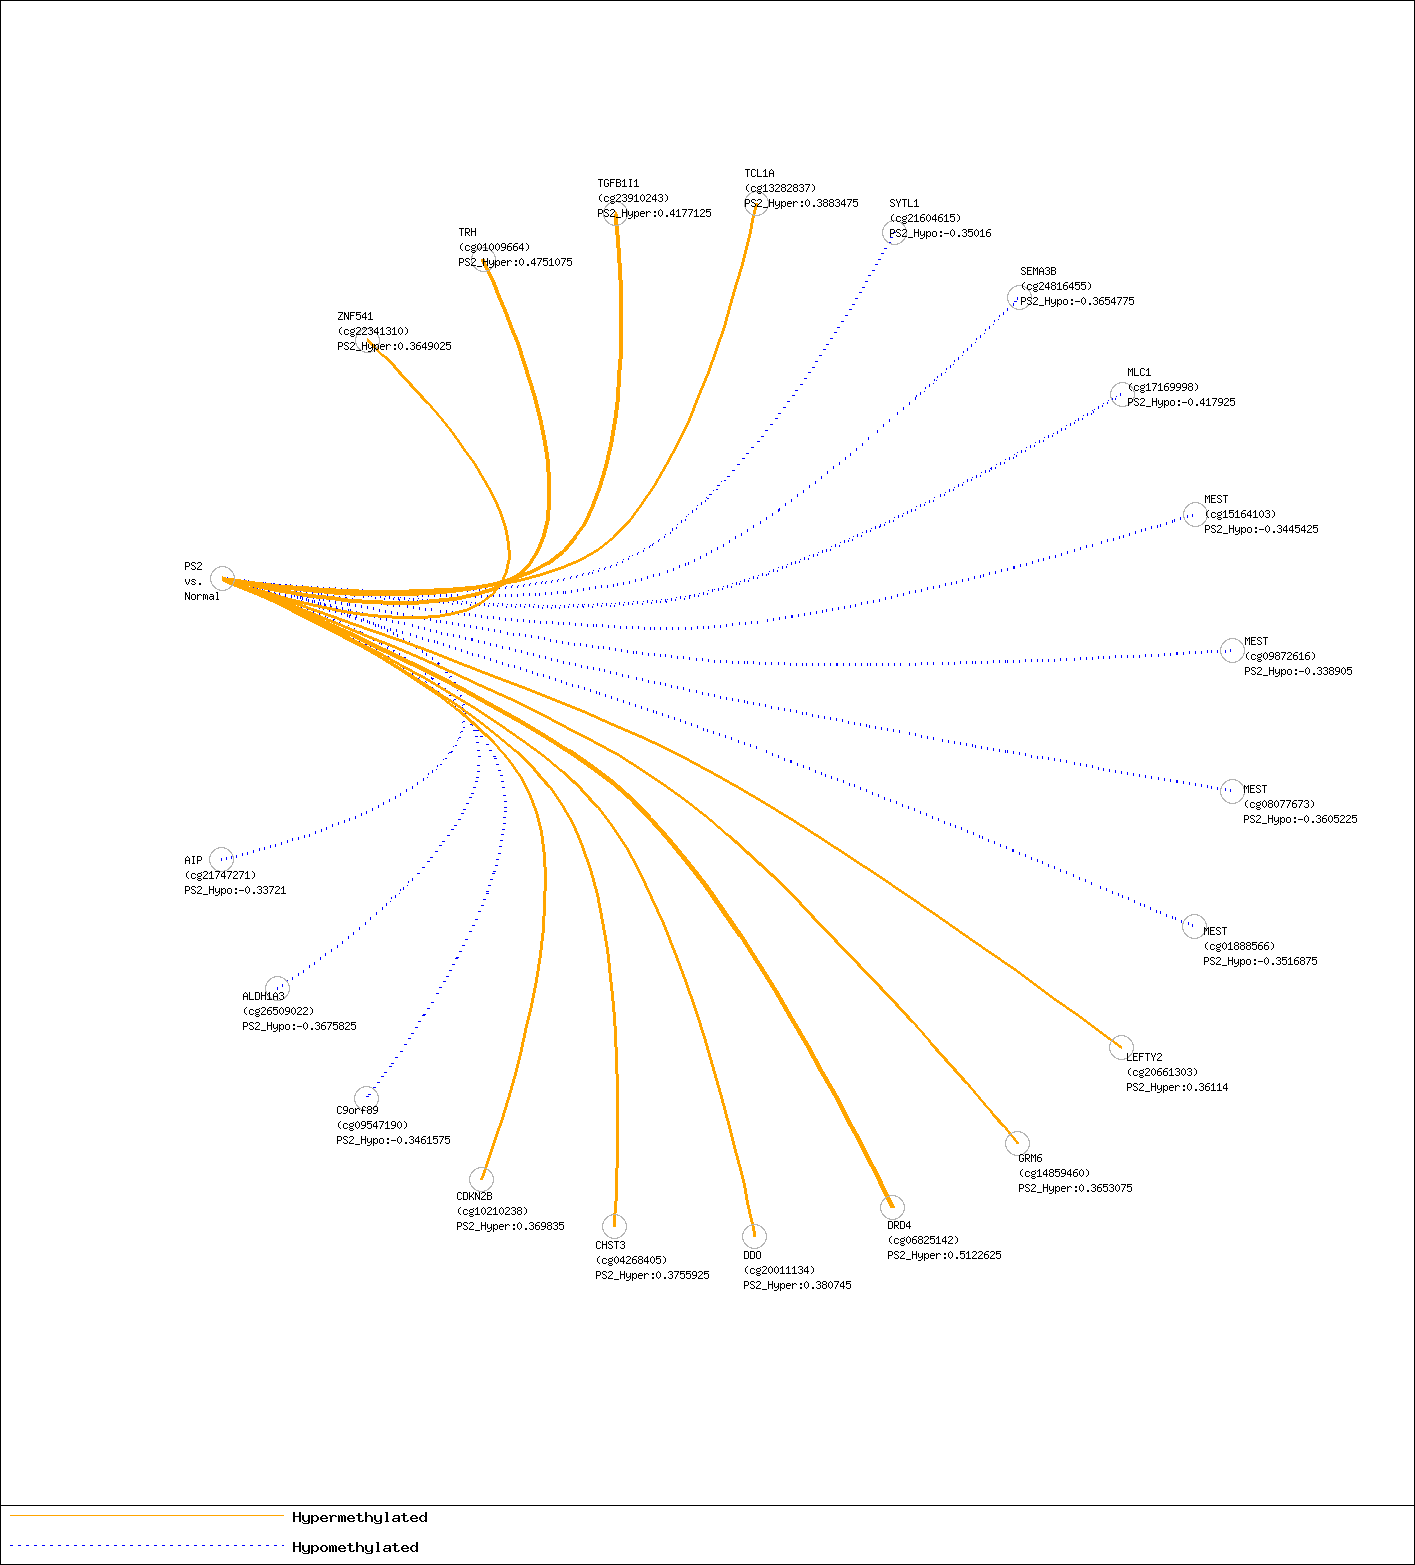 TCL1A
(cg13282837)
PS2_Hyper:0.3883475
TGFB1I1
(cg23910243)
PS2_Hyper:0.4177125
SYTL1
(cg21604615)
PS2_Hypo:-0.35016
TRH
(cg01009664)
PS2_Hyper:0.4751075
SEMA3B
(cg24816455)
PS2_Hypo:-0.3654775
ZNF541
(cg22341310)
PS2_Hyper:0.3649025
MLC1
(cg17169998)
PS2_Hypo:-0.417925
MEST
(cg15164103)
PS2_Hypo:-0.3445425
PS2
vs.
Normal
MEST
(cg09872616)
PS2_Hypo:-0.338905
MEST
(cg08077673)
PS2_Hypo:-0.3605225
AIP
(cg21747271)
PS2_Hypo:-0.33721
MEST
(cg01888566)
PS2_Hypo:-0.3516875
ALDH1A3
(cg26509022)
PS2_Hypo:-0.3675825
LEFTY2
(cg20661303)
PS2_Hyper:0.36114
C9orf89
(cg09547190)
PS2_Hypo:-0.3461575
GRM6
(cg14859460)
PS2_Hyper:0.3653075
CDKN2B
(cg10210238)
PS2_Hyper:0.369835
DRD4
(cg06825142)
PS2_Hyper:0.5122625
CHST3
(cg04268405)
PS2_Hyper:0.3755925
DDO
(cg20011134)
PS2_Hyper:0.380745
Hypermethylated
Hypomethylated